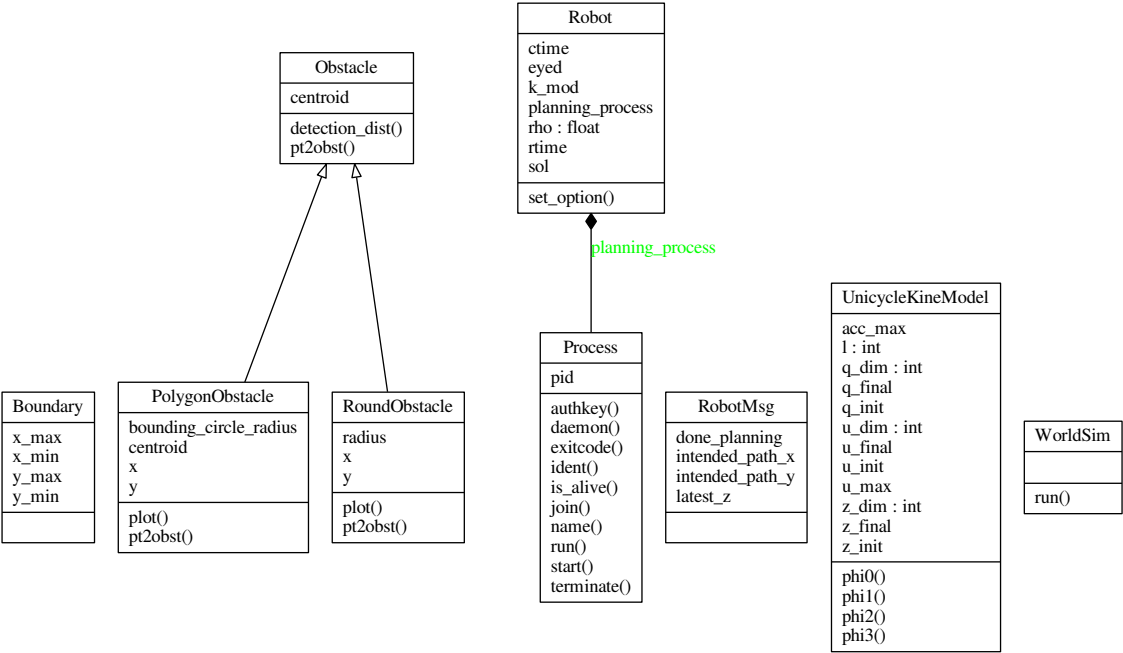 Robot
ctime
eyed
k_mod
planning_process
rho : float
rtime
sol
set_option()
Obstacle
centroid
detection_dist()
pt2obst()
planning_process
Boundary
x_max
x_min
y_max
y_min
PolygonObstacle
bounding_circle_radius
centroid
x
y
plot()
pt2obst()
RoundObstacle
radius
x
y
plot()
pt2obst()
Process
pid
authkey()
daemon()
exitcode()
ident()
is_alive()
join()
name()
run()
start()
terminate()
RobotMsg
done_planning
intended_path_x
intended_path_y
latest_z
UnicycleKineModel
acc_max
l : int
q_dim : int
q_final
q_init
u_dim : int
u_final
u_init
u_max
z_dim : int
z_final
z_init
phi0()
phi1()
phi2()
phi3()
WorldSim
run()